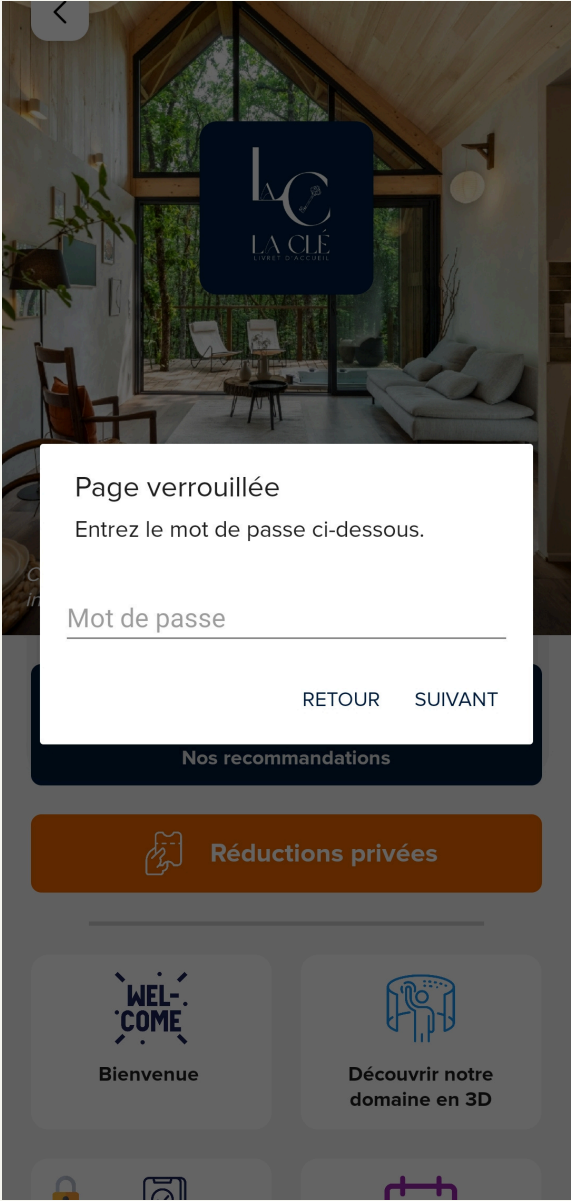 LA
C
LA CLÉ
LIVRET D'ACCUEIL
Page verrouillée
Entrez le mot de passe ci-dessous.
Mot de passe
RETOUR SUIVANT
Nos recommandations
Réductions privées
WEL-
COME
Bienvenue
Découvrir notre
domaine en 3D